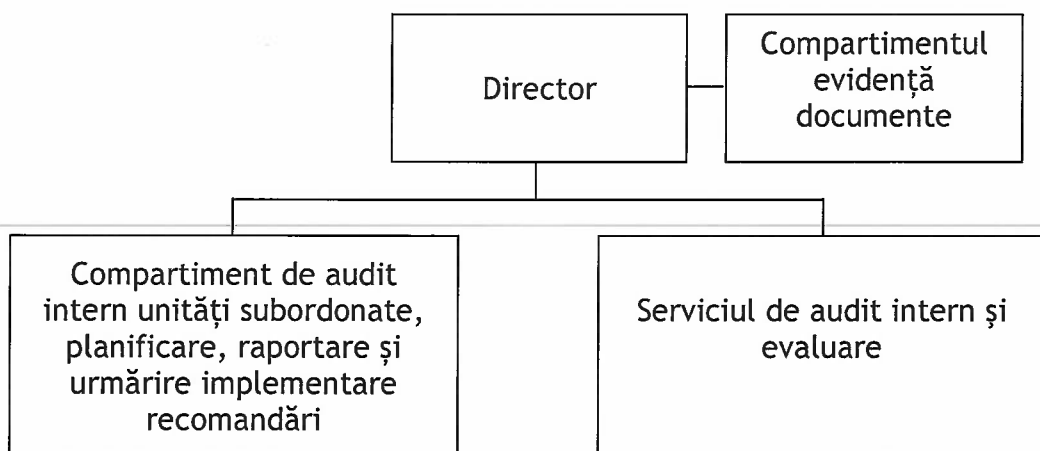 Director
Compartimentul
evidență
documente
Compartiment de audit
intern unități subordonate,
planificare, raportare și
urmărire implementare
recomandări
Serviciul de audit intern şi
evaluare